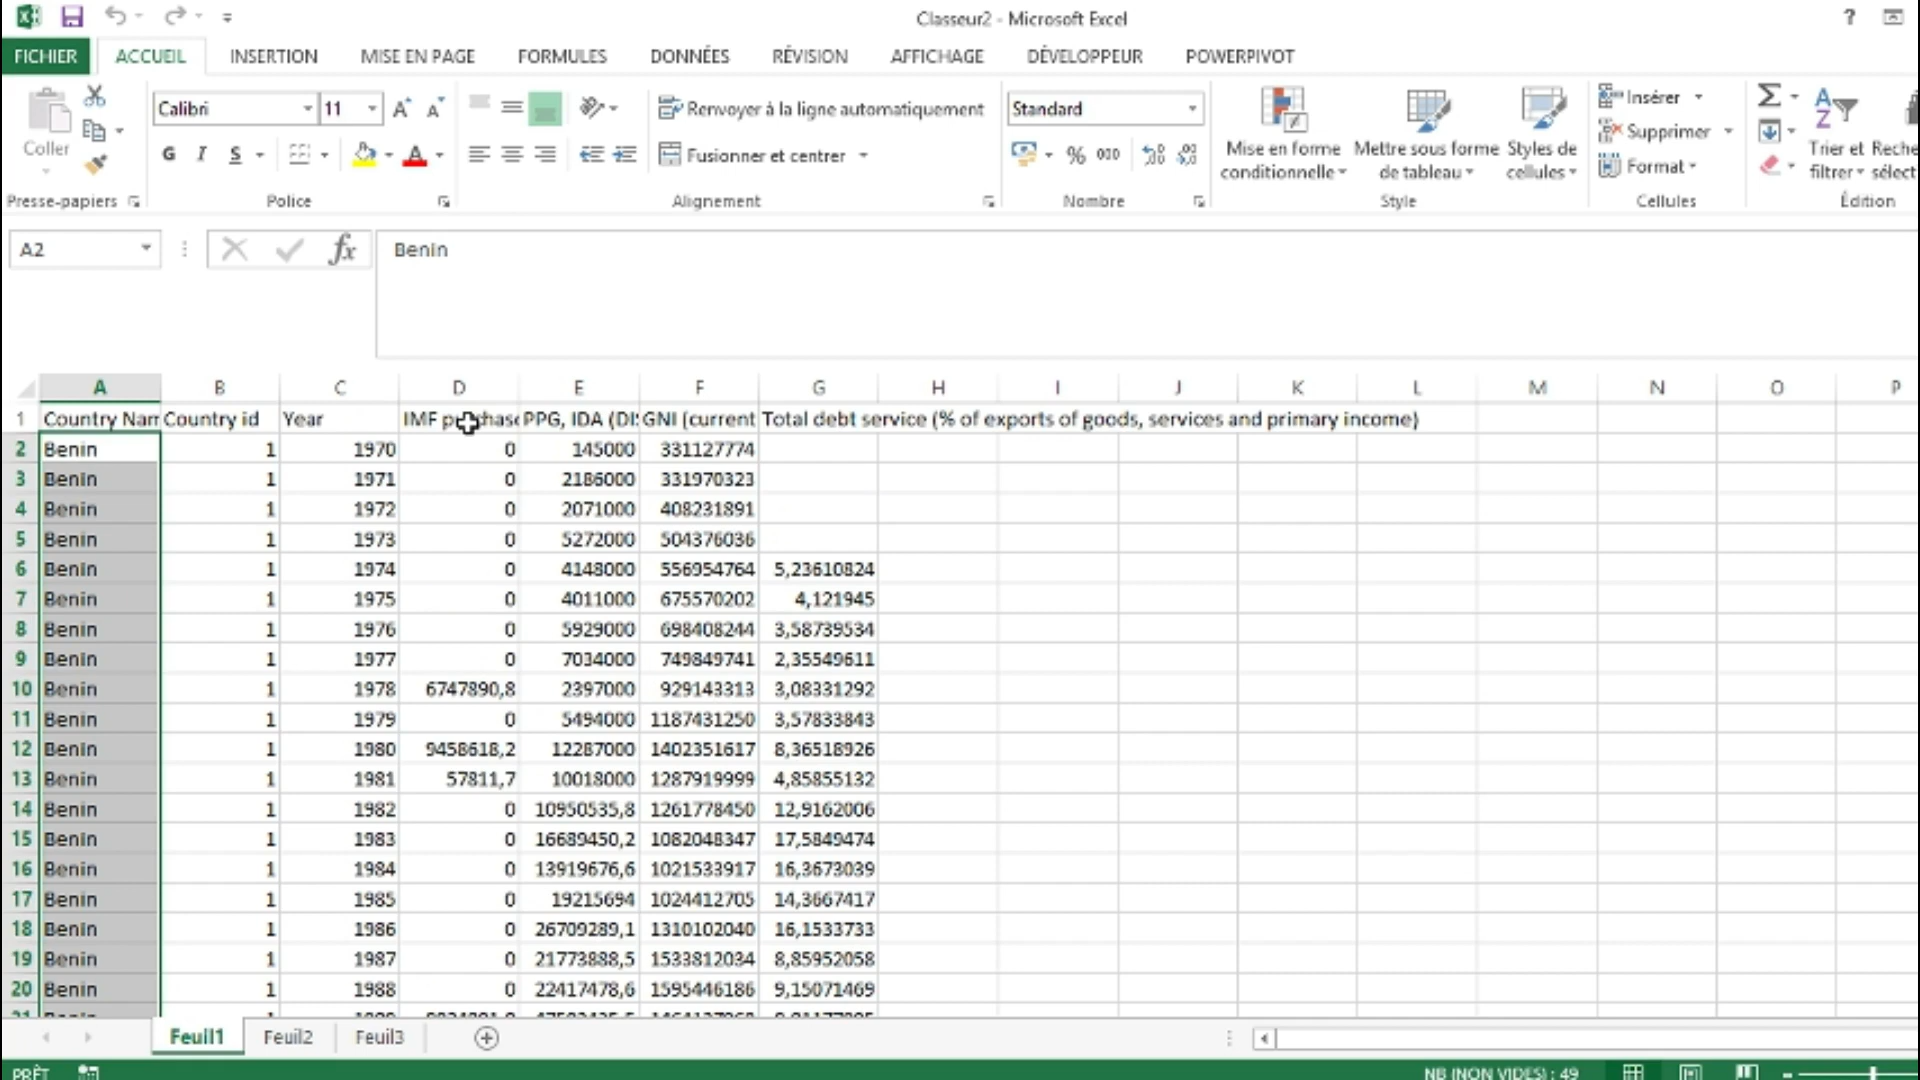 Classeur2 - Microsoft Excel
?
FICHIER ACCUEIL INSERTION MISE EN PAGE FORMULES DONNÉES RÉVISION AFFICHAGE DÉVELOPPEUR POWERPIVOT
Calibri 11 Renvoyer à la ligne automatiquement Standard Insérer
Coller G I S Fusionner et centrer % 000 Mise en forme conditionnelle Mettre sous forme de tableau Styles de cellules Supprimer Format Trier et filtrer
Presse-papiers Police Alignement Nombre Style Cellules Édition
A2 fx Benin
A B C D E F G H I J K L M N O P
1 Country Nam Country id Year IMF purchase PPG, IDA (DIS GNI (current Total debt service (% of exports of goods, services and primary income)
2 Benin 1 1970 0 145000 331127774
3 Benin 1 1971 0 2186000 331970323
4 Benin 1 1972 0 2071000 408231891
5 Benin 1 1973 0 5272000 504376036
6 Benin 1 1974 0 4148000 556954764 5,23610824
7 Benin 1 1975 0 4011000 675570202 4,121945
8 Benin 1 1976 0 5929000 698408244 3,58739534
9 Benin 1 1977 0 7034000 749849741 2,35549611
10 Benin 1 1978 6747890,8 2397000 929143313 3,08331292
11 Benin 1 1979 0 5494000 1187431250 3,57833843
12 Benin 1 1980 9458618,2 12287000 1402351617 8,36518926
13 Benin 1 1981 57811,7 10018000 1287919999 4,85855132
14 Benin 1 1982 0 10950535,8 1261778450 12,9162006
15 Benin 1 1983 0 16689450,2 1082048347 17,5849474
16 Benin 1 1984 0 13919676,6 1021533917 16,3673039
17 Benin 1 1985 0 19215694 1024412705 14,3667417
18 Benin 1 1986 0 26709289,1 1310102040 16,1533733
19 Benin 1 1987 0 21773888,5 1533812034 8,85952058
20 Benin 1 1988 0 22417478,6 1595446186 9,15071469
Feuil1 Feuil2 Feuil3
PRÊT NB (NON VIDES) : 49